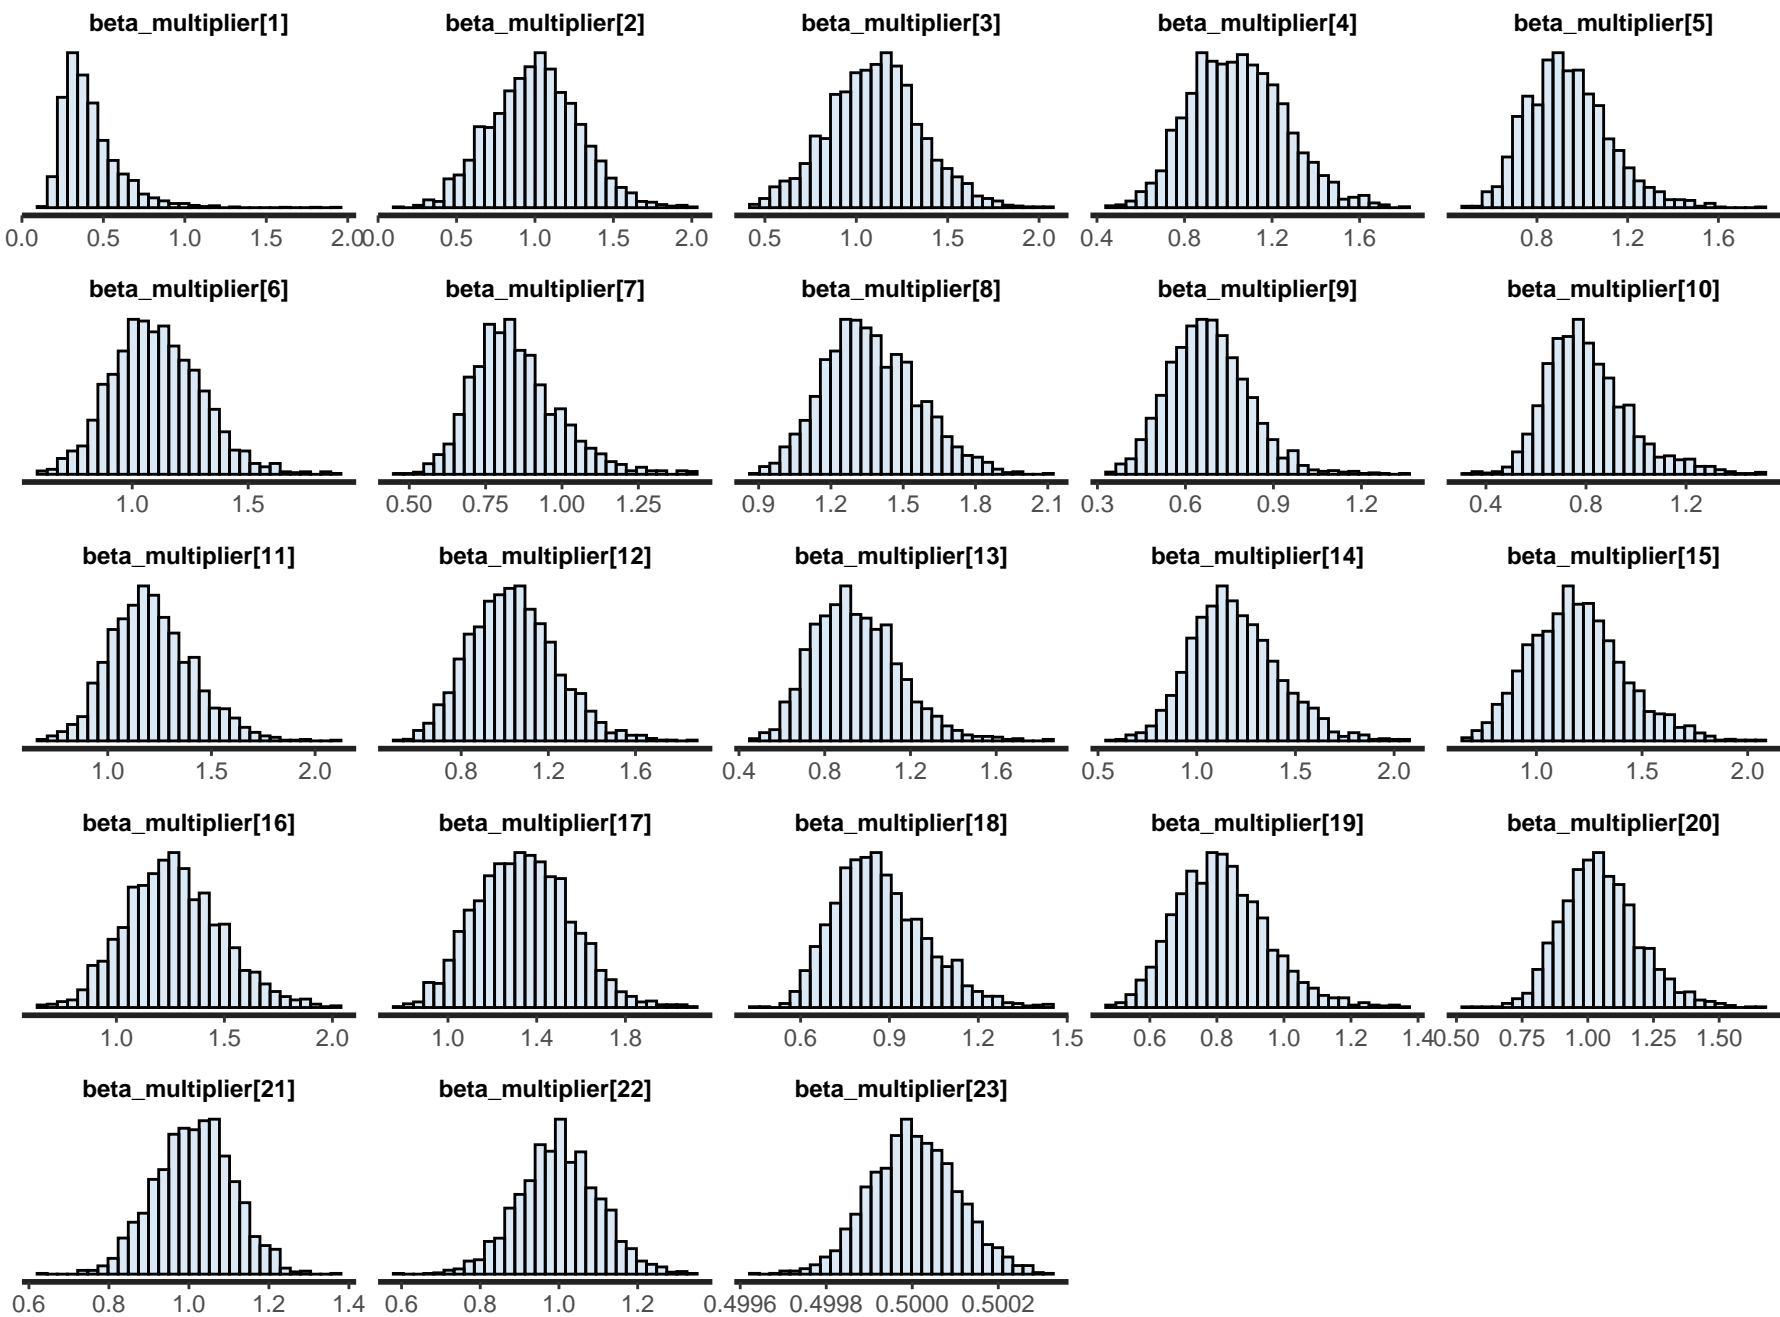 beta_multiplier[1] beta_multiplier[2] beta_multiplier[3] beta_multiplier[4] beta_multiplier[5]
0.0 0.5 1.0 1.5 2.0 0.0 0.5 1.0 1.5 2.0 0.5 1.0 1.5 2.0 0.4 0.8 1.2 1.6 0.8 1.2 1.6
beta_multiplier[6] beta_multiplier[7] beta_multiplier[8] beta_multiplier[9] beta_multiplier[10]
1.0 1.5 0.50 0.75 1.00 1.25 0.9 1.2 1.5 1.8 2.1 0.3 0.6 0.9 1.2 0.4 0.8 1.2
beta_multiplier[11] beta_multiplier[12] beta_multiplier[13] beta_multiplier[14] beta_multiplier[15]
1.0 1.5 2.0 0.8 1.2 1.6 0.4 0.8 1.2 1.6 0.5 1.0 1.5 2.0 1.0 1.5 2.0
beta_multiplier[16] beta_multiplier[17] beta_multiplier[18] beta_multiplier[19] beta_multiplier[20]
1.0 1.5 2.0 1.0 1.4 1.8 0.6 0.9 1.2 1.5 0.6 0.8 1.0 1.2 1.4 0.50 0.75 1.00 1.25 1.50
beta_multiplier[21] beta_multiplier[22] beta_multiplier[23]
0.6 0.8 1.0 1.2 1.4 0.6 0.8 1.0 1.2 0.4996 0.4998 0.5000 0.5002